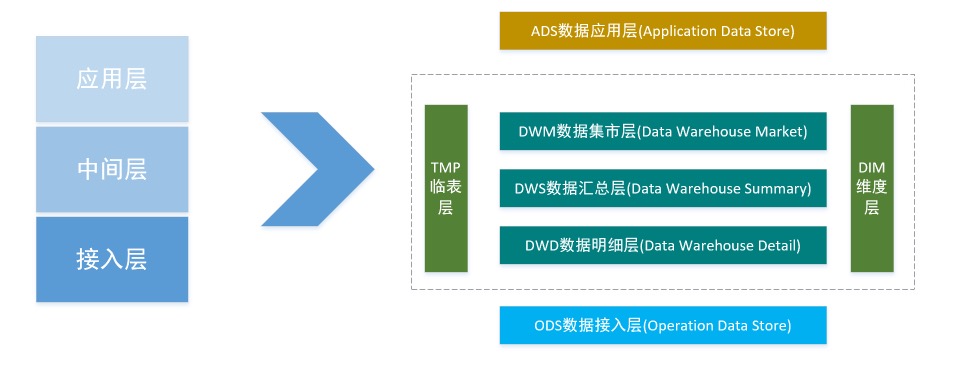 应用层
中间层
接入层
ADS数据应用层(Application Data Store)
TMP
临表
层
DWM数据集市层(Data Warehouse Market)
DWS数据汇总层(Data Warehouse Summary)
DWD数据明细层(Data Warehouse Detail)
DIM
维度
层
ODS数据接入层(Operation Data Store)